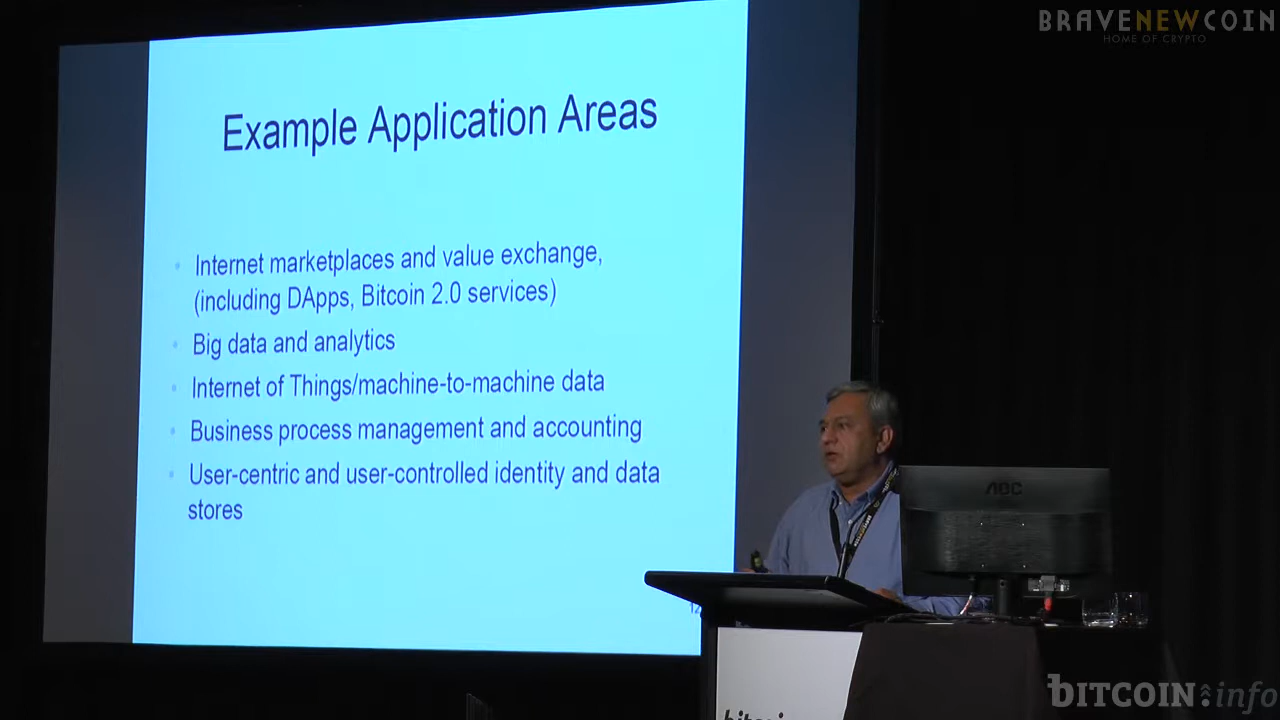 BRAVENEWCOIN
HOME OF CRYPTO
Example Application Areas
Internet marketplaces and value exchange,
(including DApps, Bitcoin 2.0 services)
Big data and analytics
Internet of Things/machine-to-machine data
Business process management and accounting
User-centric and user-controlled identity and data
stores
AOC
BITCOIN:info